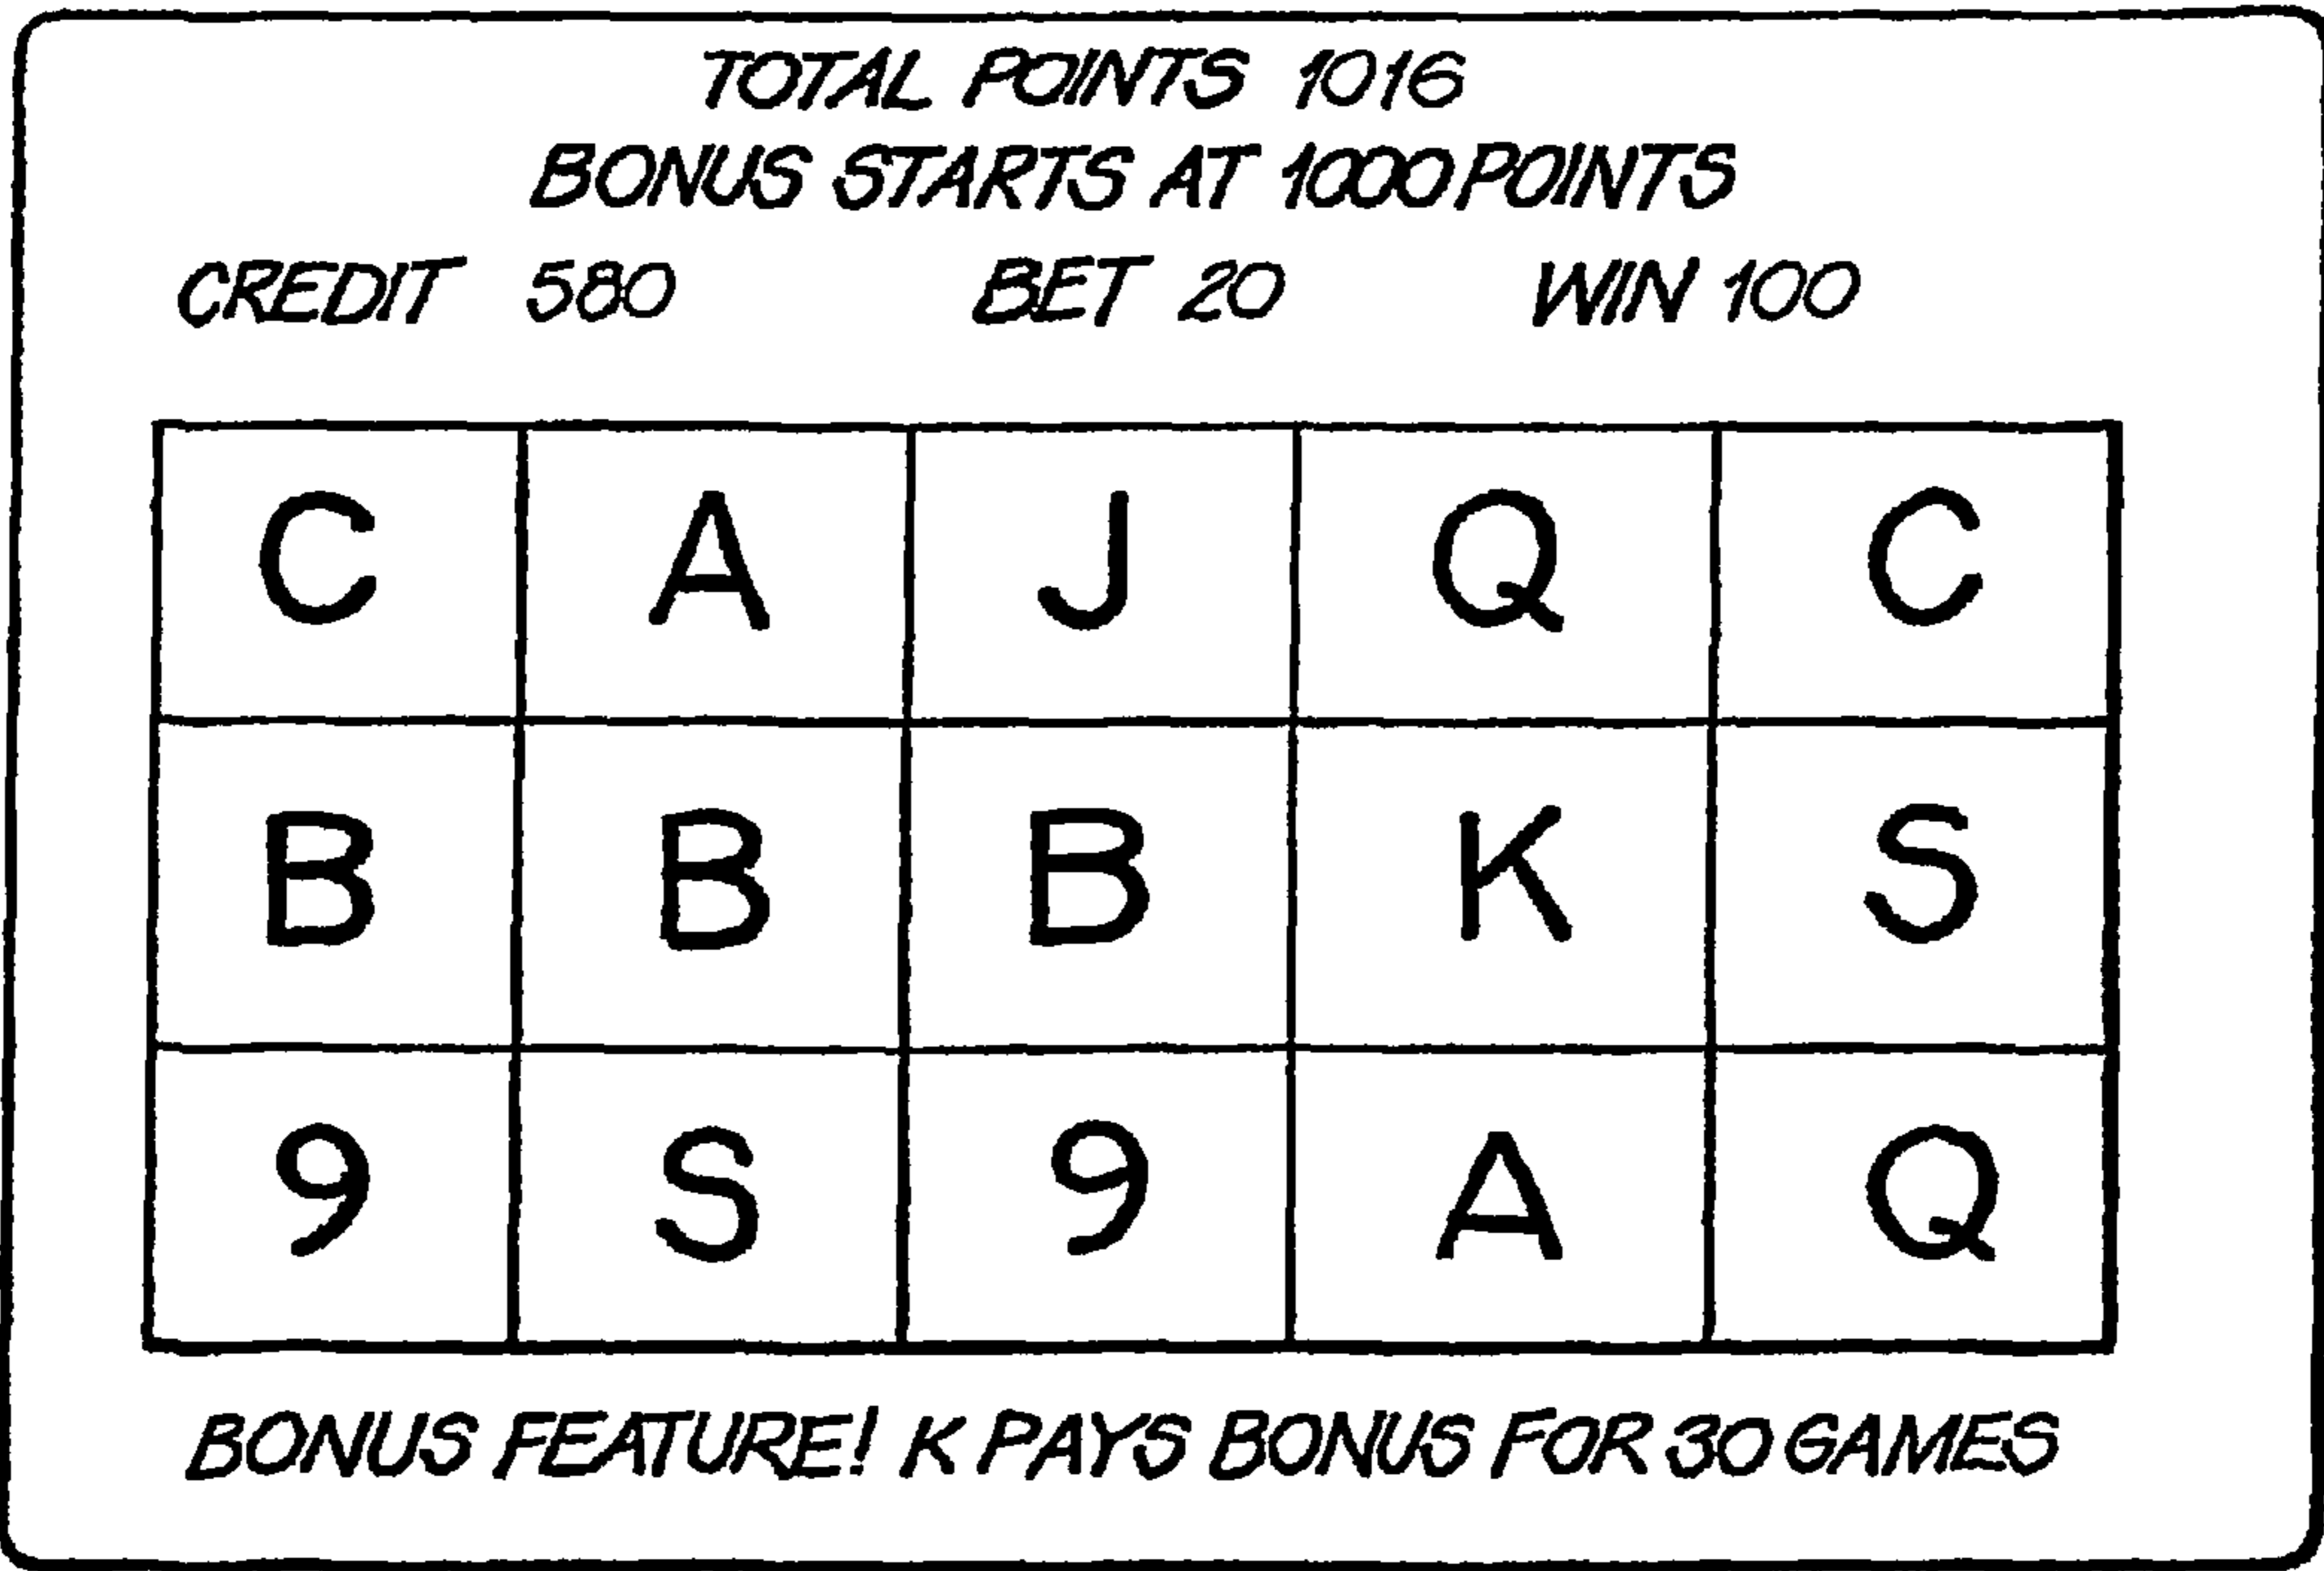 TOTAL POINTS 1016
BONUS STARTS AT 1000 POINTS
CREDIT 580 BET 20 WIN 100
C A J Q C
B B B K S
9 S 9 A Q
BONUS FEATURE! K PAYS BONUS FOR 30 GAMES